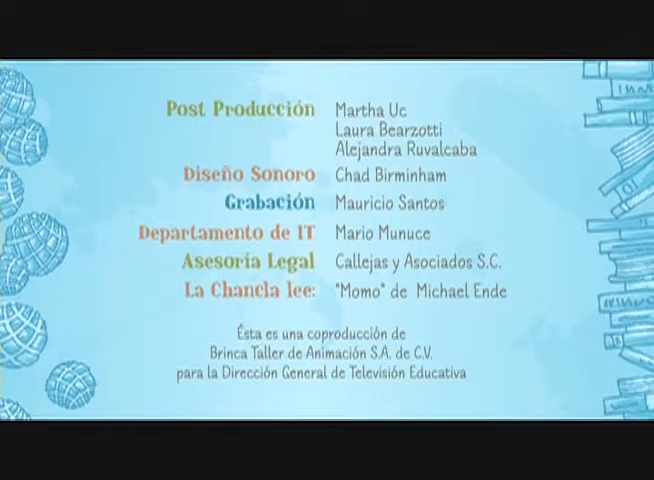 Post Producción Martha Uc
Laura Bearzotti
Alejandra Ruvalcaba
Diseño Sonoro Chad Birminham
Grabación Mauricio Santos
Departamento de IT Mario Munuce
Asesoria Legal Callejas y Asociados S.C.
La Chancla lee: "Momo" de Michael Ende
Ésta es una coproducción de
Brinca Taller de Animación S.A. de C.V.
para la Dirección General de Televisión Educativa